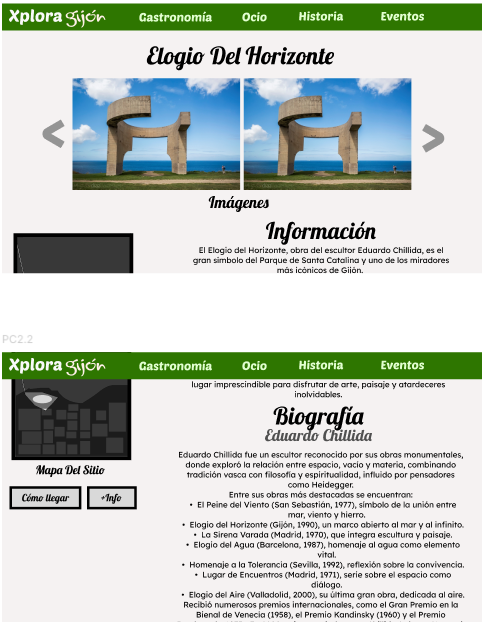 Xplora gijón Gastronomía Ocio Historia Eventos
Elogio Del Horizonte
< >
Imágenes
Información
El Elogio del Horizonte, obra del escultor Eduardo Chillida, es el
gran símbolo del Parque de Santa Catalina y uno de los miradores
más icónicos de Gijón.
PC2.2
Xplora gijón Gastronomía Ocio Historia Eventos
lugar imprescindible para disfrutar de arte, paisaje y atardeceres
inolvidables.
Biografía
Eduardo Chillida
Mapa Del Sitio
Cómo llegar +Info
Eduardo Chillida fue un escultor reconocido por sus obras monumentales,
donde exploró la relación entre espacio, vacío y materia, combinando
tradición vasca con filosofía y espiritualidad, influido por pensadores
como Heidegger.
Entre sus obras más destacadas se encuentran:
• El Peine del Viento (San Sebastián, 1977), símbolo de la unión entre
mar, viento y hierro.
• Elogio del Horizonte (Gijón, 1990), un marco abierto al mar y al infinito.
• La Sirena Varada (Madrid, 1970), que integra escultura y paisaje.
• Elogio del Agua (Barcelona, 1987), homenaje al agua como elemento
vital.
• Homenaje a la Tolerancia (Sevilla, 1992), reflexión sobre la convivencia.
• Lugar de Encuentros (Madrid, 1971), serie sobre el espacio como
diálogo.
• Elogio del Aire (Valladolid, 2000), su última gran obra, dedicada al aire.
Recibió numerosos premios internacionales, como el Gran Premio en la
Bienal de Venecia (1958), el Premio Kandinsky (1960) y el Premio